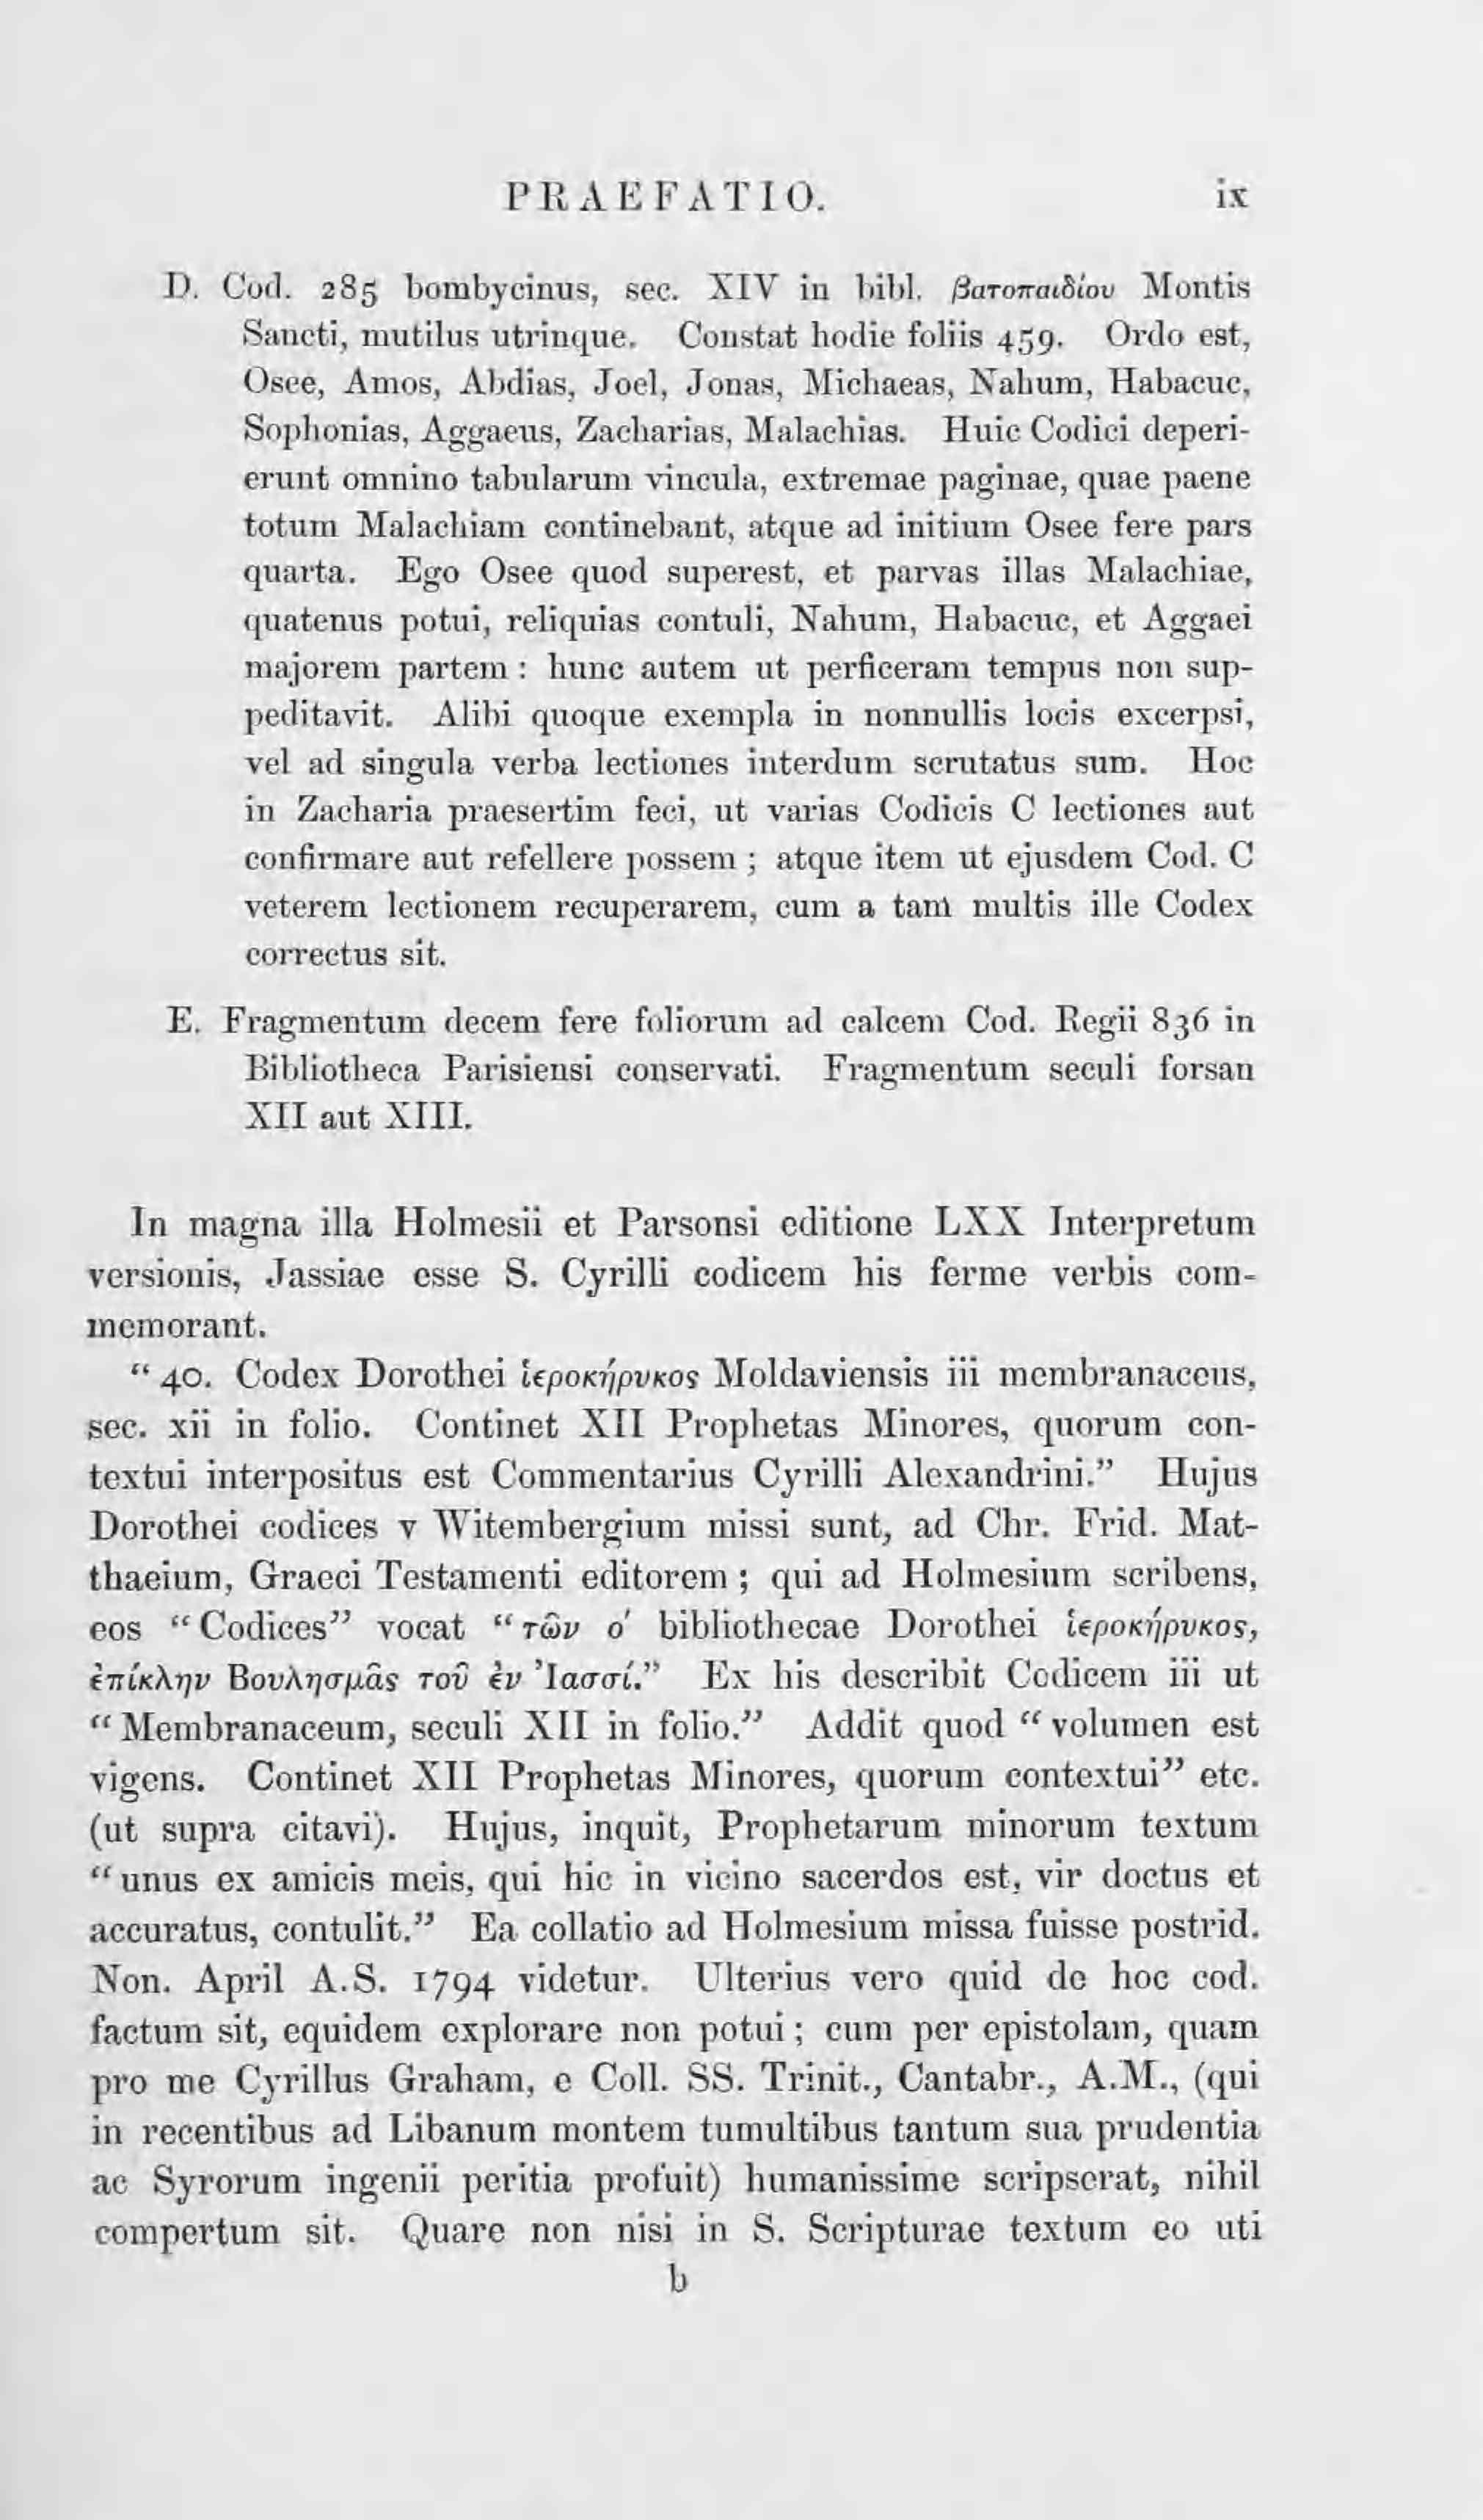 PRAEFATIO. ix
D. Cod. 285 bombycinus, sec. XIV in bibl. βατοπαιδίου Montis
Sancti, mutilus utrinque. Constat hodie foliis 459. Ordo est,
Osee, Amos, Abdias, Joel, Jonas, Michaeas, Nahum, Habacuc,
Sophonias, Aggaeus, Zacharias, Malachias. Huic Codici deperi-
erunt omnino tabularum vincula, extremae paginae, quae paene
totum Malachiam continebant, atque ad initium Osee fere pars
quarta. Ego Osee quod superest, et parvas illas Malachiae,
quatenus potui, reliquias contuli, Nahum, Habacuc, et Aggaei
majorem partem : hunc autem ut perficeram tempus non sup-
peditavit. Alibi quoque exempla in nonnullis locis excerpsi,
vel ad singula verba lectiones interdum scrutatus sum. Hoc
in Zacharia praesertim feci, ut varias Codicis C lectiones aut
confirmare aut refellere possem ; atque item ut ejusdem Cod. C
veterem lectionem recuperarem, cum a tam multis ille Codex
correctus sit.
E. Fragmentum decem fere foliorum ad calcem Cod. Regii 836 in
Bibliotheca Parisiensi conservati. Fragmentum seculi forsan
XII aut XIII.
In magna illa Holmesii et Parsonsi editione LXX Interpretum
versionis, Jassiae esse S. Cyrilli codicem his ferme verbis com-
memorant.
“ 40. Codex Dorothei ἱεροκήρυκος Moldaviensis iii membranaceus,
sec. xii in folio. Continet XII Prophetas Minores, quorum con-
textui interpositus est Commentarius Cyrilli Alexandrini.” Hujus
Dorothei codices v Witembergium missi sunt, ad Chr. Frid. Mat-
thaeium, Graeci Testamenti editorem ; qui ad Holmesium scribens,
eos “ Codices” vocat “ τῶν ο´ bibliothecae Dorothei ἱεροκήρυκος,
ἐπίκλην Βουλησμᾶς τοῦ ἐν Ἰασσί.” Ex his describit Codicem iii ut
“ Membranaceum, seculi XII in folio.” Addit quod “ volumen est
vigens. Continet XII Prophetas Minores, quorum contextui” etc.
(ut supra citavi). Hujus, inquit, Prophetarum minorum textum
“ unus ex amicis meis, qui hic in vicino sacerdos est, vir doctus et
accuratus, contulit.” Ea collatio ad Holmesium missa fuisse postrid.
Non. April A.S. 1794 videtur. Ulterius vero quid de hoc cod.
factum sit, equidem explorare non potui ; cum per epistolam, quam
pro me Cyrillus Graham, e Coll. SS. Trinit., Cantabr., A.M., (qui
in recentibus ad Libanum montem tumultibus tantum sua prudentia
ac Syrorum ingenii peritia profuit) humanissime scripserat, nihil
compertum sit. Quare non nisi in S. Scripturae textum eo uti
b